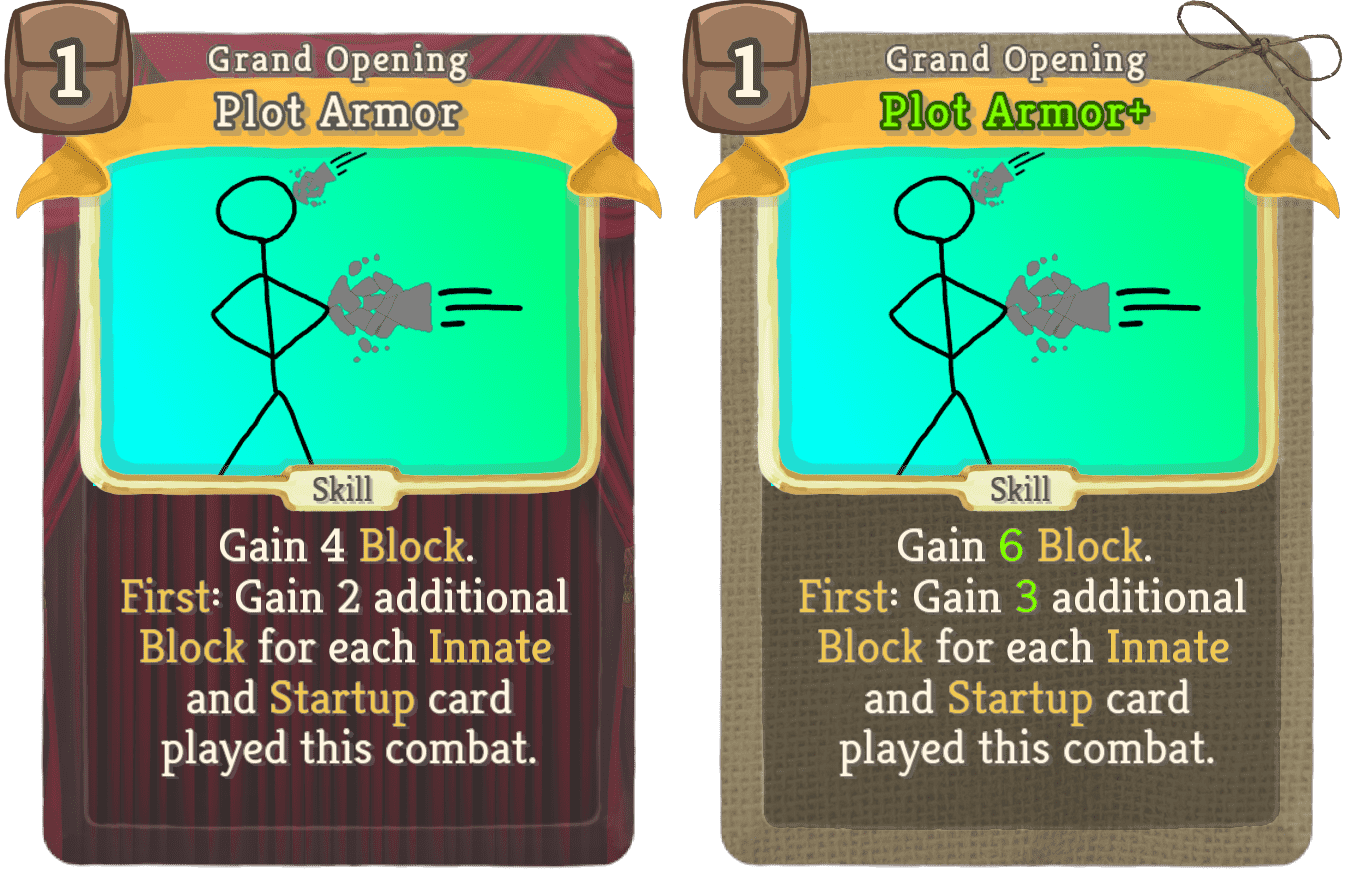 1
Grand Opening
Plot Armor
Skill
Gain 4 Block.
First: Gain 2 additional
Block for each Innate
and Startup card
played this combat.
1
Grand Opening
Plot Armor+
Skill
Gain 6 Block.
First: Gain 3 additional
Block for each Innate
and Startup card
played this combat.